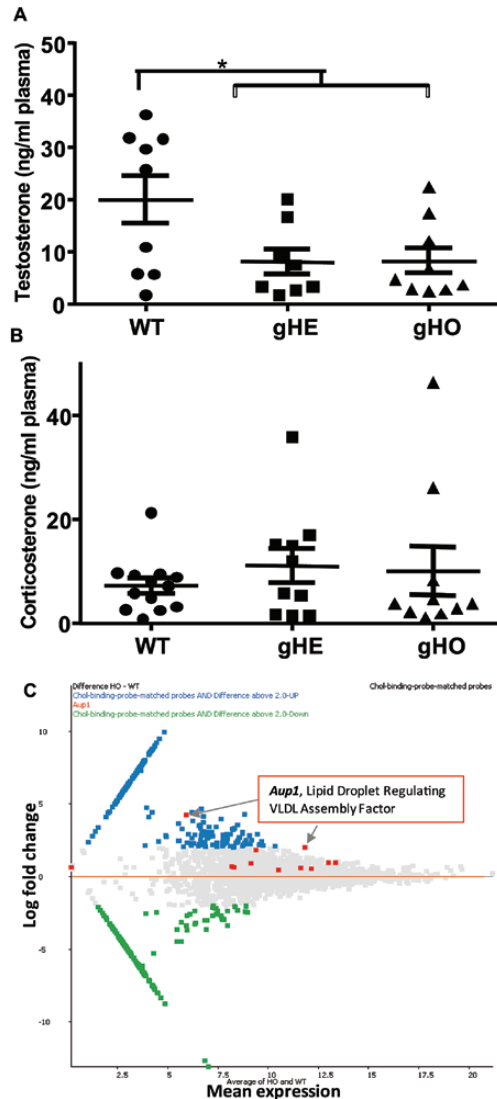 A
Testosterone (ng/ml plasma)
50
40
30
20
10
0
*
WT gHE gHO
B
Corticosterone (ng/ml plasma)
40
20
0
WT gHE gHO
C
Difference HO - WT Chol-binding-probe-matched probes
Chol-binding-probe-matched probes AND Difference above 2.0-UP
Aup1
Chol-binding-probe-matched probes AND Difference above 2.0-Down
Log fold change
10
5
0
-5
-10
Aup1, Lipid Droplet Regulating
VLDL Assembly Factor
2.5 5 7.5 10 12.5 15 17.5 20
Average of HO and WT
Mean expression